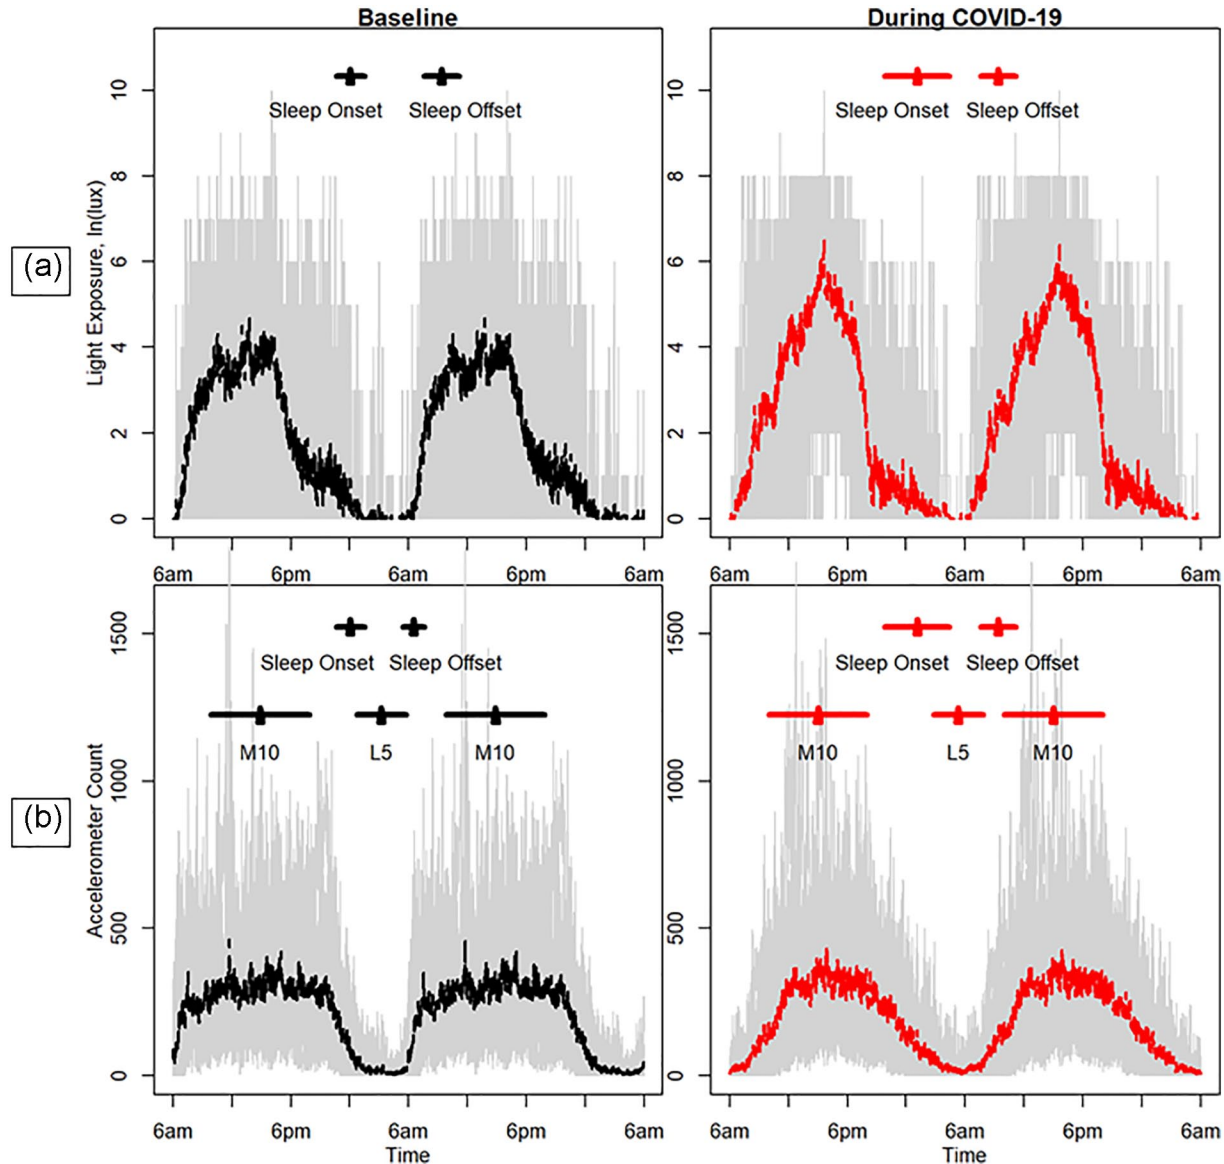 Baseline
During COVID-19
(a)
Light Exposure, ln(lux)
10
8
6
4
2
0
Sleep Onset Sleep Offset
6am 6pm 6am 6pm 6am
10
8
6
4
2
0
Sleep Onset Sleep Offset
6am 6pm 6am 6pm 6am
(b)
Accelerometer Count
1500
1000
500
0
Sleep Onset Sleep Offset
M10 L5 M10
6am 6pm 6am 6pm 6am
Time
1500
1000
500
0
Sleep Onset Sleep Offset
M10 L5 M10
6am 6pm 6am 6pm 6am
Time